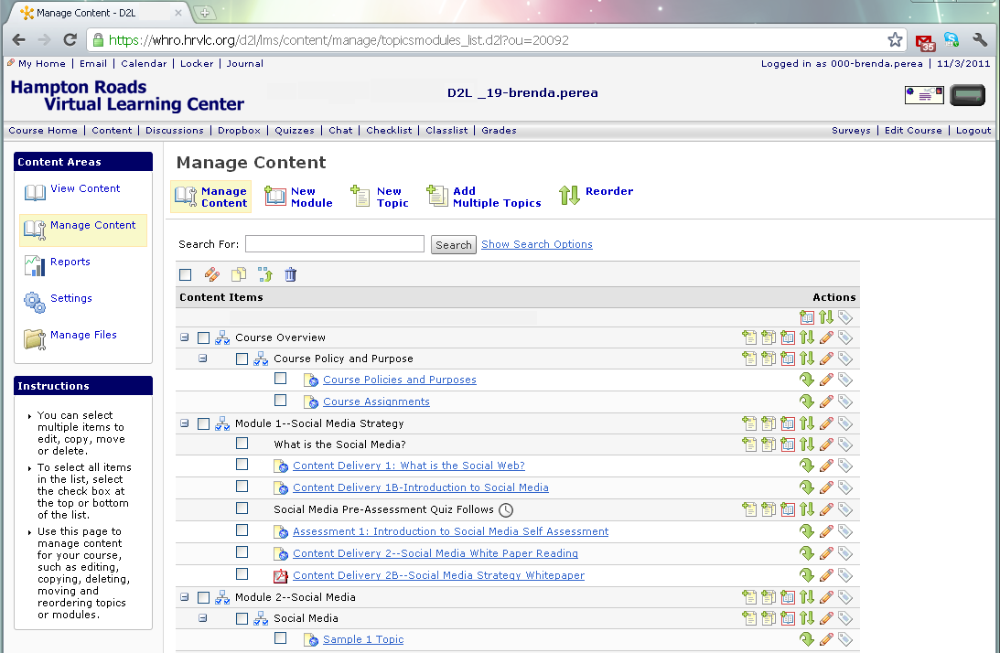 Manage Content - D2L
https://whro.hrvlc.org/d2l/lms/content/manage/topicsmodules_list.d2l?ou=20092
35
My Home | Email | Calendar | Locker | Journal
Logged in as 000-brenda.perea | 11/3/2011
Hampton Roads
Virtual Learning Center
D2L _19-brenda.perea
Course Home | Content | Discussions | Dropbox | Quizzes | Chat | Checklist | Classlist | Grades
Surveys | Edit Course | Logout
Content Areas
View Content
Manage Content
Reports
Settings
Manage Files
Instructions
You can select
multiple items to
edit, copy, move
or delete.
To select all items
in the list, select
the check box at
the top or bottom
of the list.
Use this page to
manage content
for your course,
such as editing,
copying, deleting,
moving and
reordering topics
or modules.
Manage Content
Manage
Content
New
Module
New
Topic
Add
Multiple Topics
Reorder
Search For:
Search
Show Search Options
Content Items
Actions
Course Overview
Course Policy and Purpose
Course Policies and Purposes
Course Assignments
Module 1--Social Media Strategy
What is the Social Media?
Content Delivery 1: What is the Social Web?
Content Delivery 1B-Introduction to Social Media
Social Media Pre-Assessment Quiz Follows
Assessment 1: Introduction to Social Media Self Assessment
Content Delivery 2--Social Media White Paper Reading
Content Delivery 2B--Social Media Strategy Whitepaper
Module 2--Social Media
Social Media
Sample 1 Topic